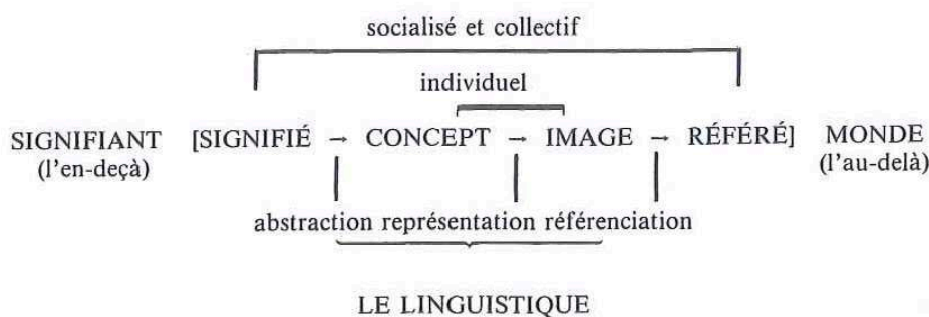 socialisé et collectif
individuel
SIGNIFIANT [SIGNIFIÉ → CONCEPT → IMAGE → RÉFÉRÉ] MONDE
(l'en-deçà) (l'au-delà)
abstraction représentation référenciation
LE LINGUISTIQUE